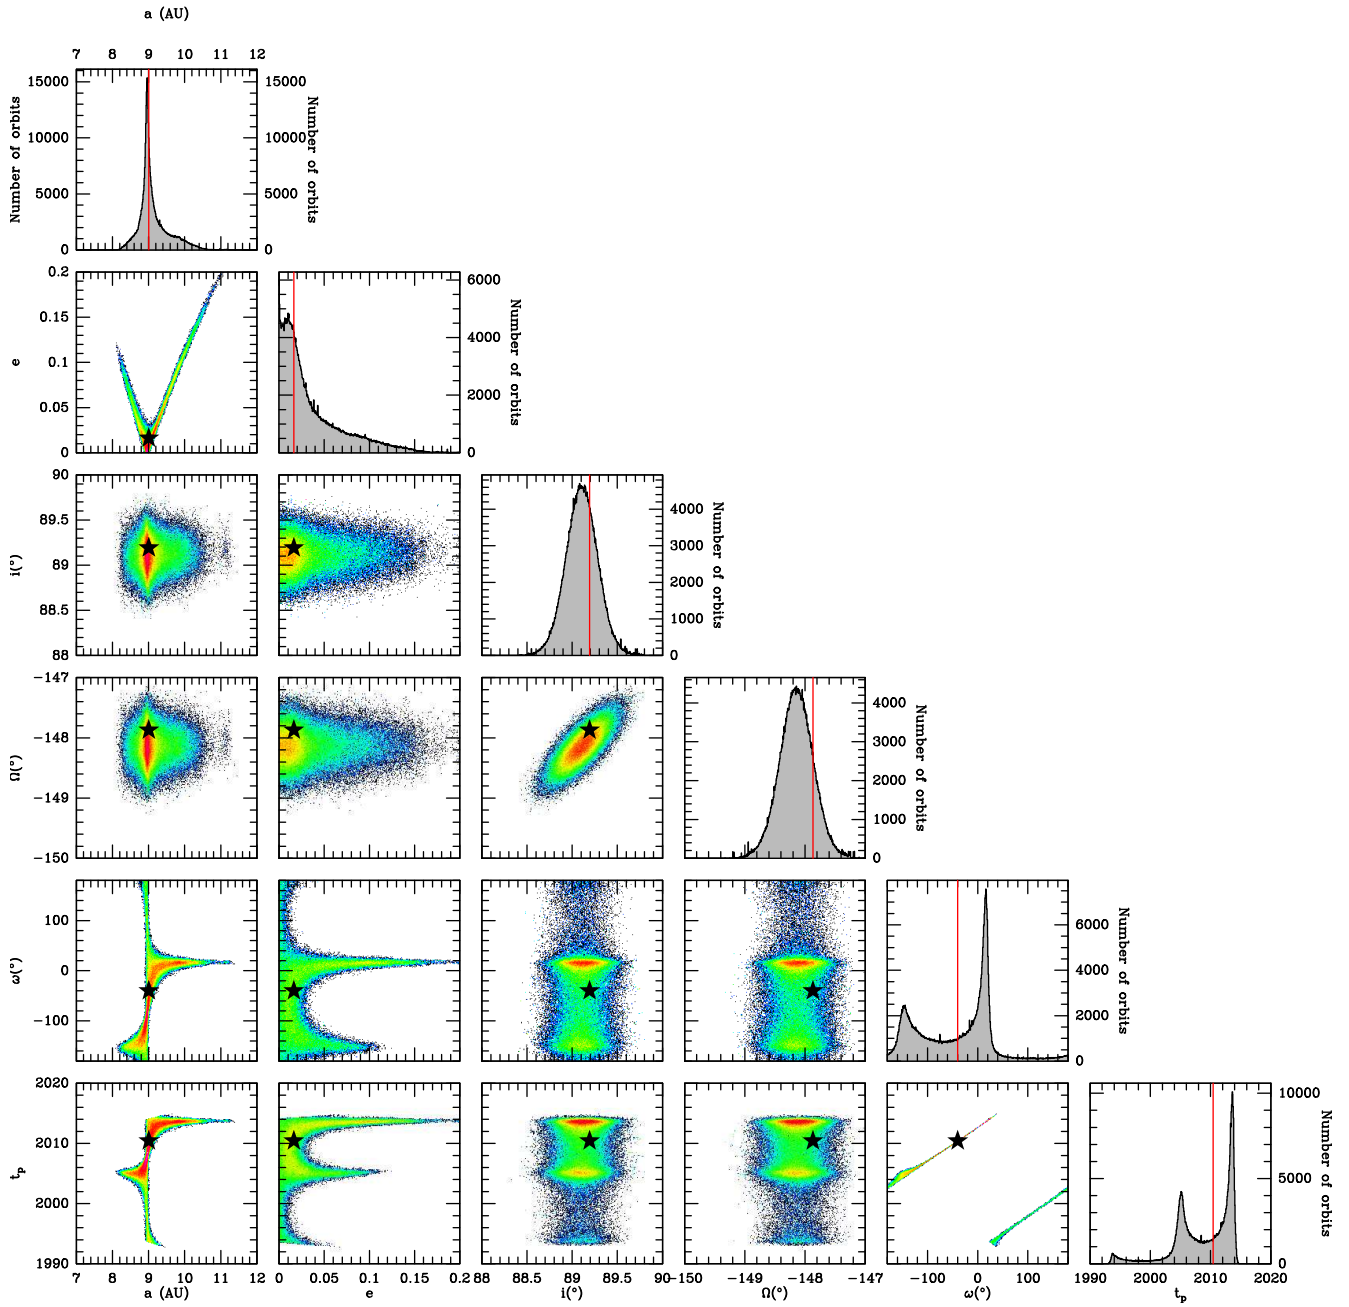 a (AU)
7 8 9 10 11 12
15000 15000
10000 10000
5000 5000
0 0
Number of orbits
Number of orbits
0.2 6000
0.15
4000
0.1
2000
0.05
0 0
e
Number of orbits
90
89.5 4000
3000
89
2000
88.5 1000
88 0
i(°)
Number of orbits
−147
4000
−148 3000
2000
−149
1000
−150 0
Ω(°)
Number of orbits
100 6000
0 4000
−100 2000
0
ω(°)
Number of orbits
2020 10000
2010
5000
2000
1990 0
tp
Number of orbits
7 8 9 10 11 12 0 0.05 0.1 0.15 0.2 88 88.5 89 89.5 90 −150 −149 −148 −147 −100 0 100 1990 2000 2010 2020
a (AU) e i(°) Ω(°) ω(°) tp